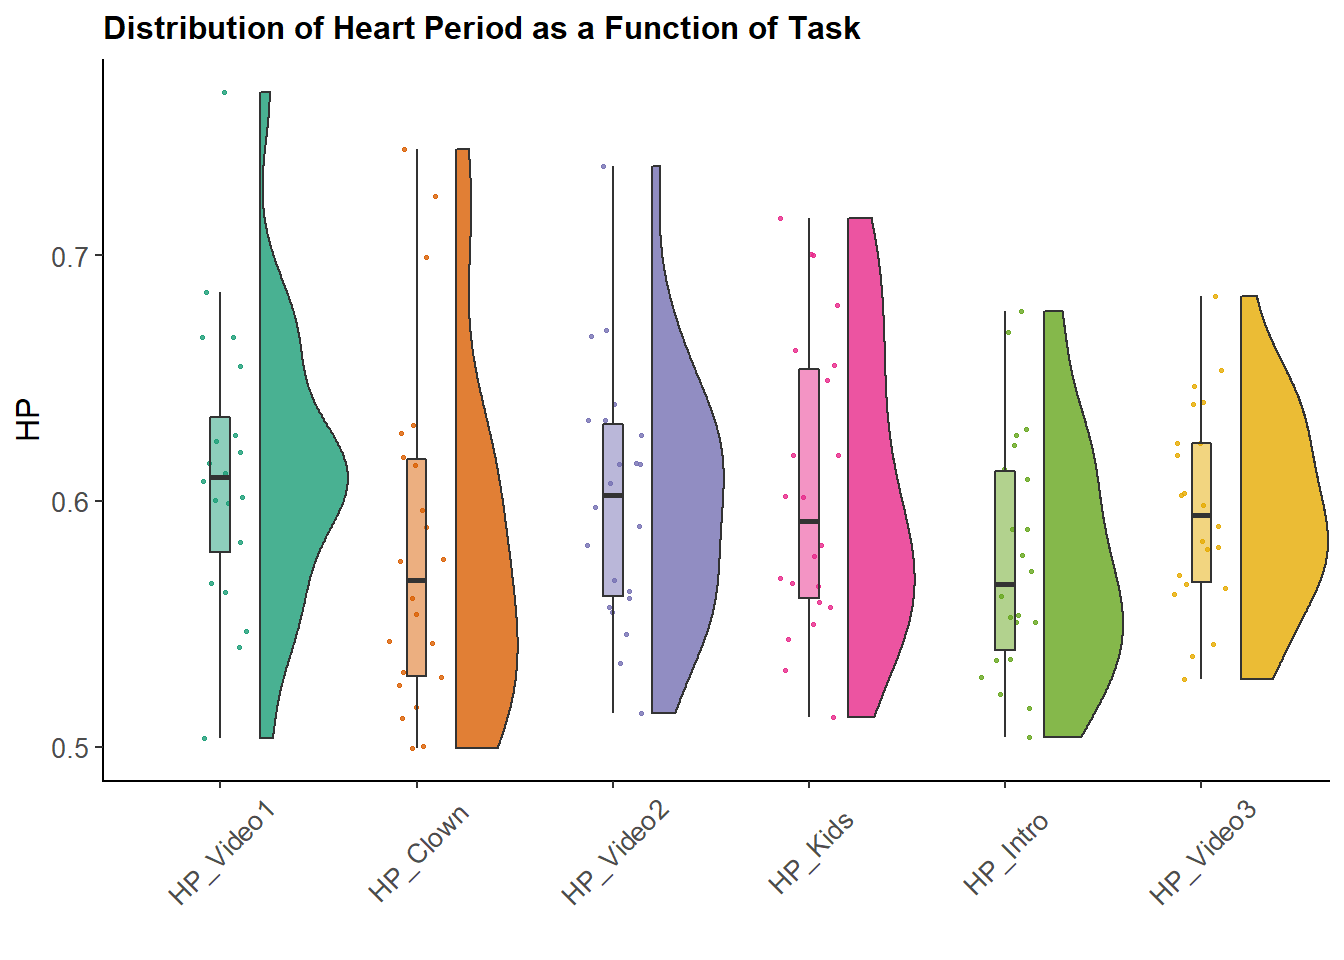 Distribution of Heart Period as a Function of Task
HP
0.7
0.6
0.5
HP_Video1
HP_Clown
HP_Video2
HP_Kids
HP_Intro
HP_Video3